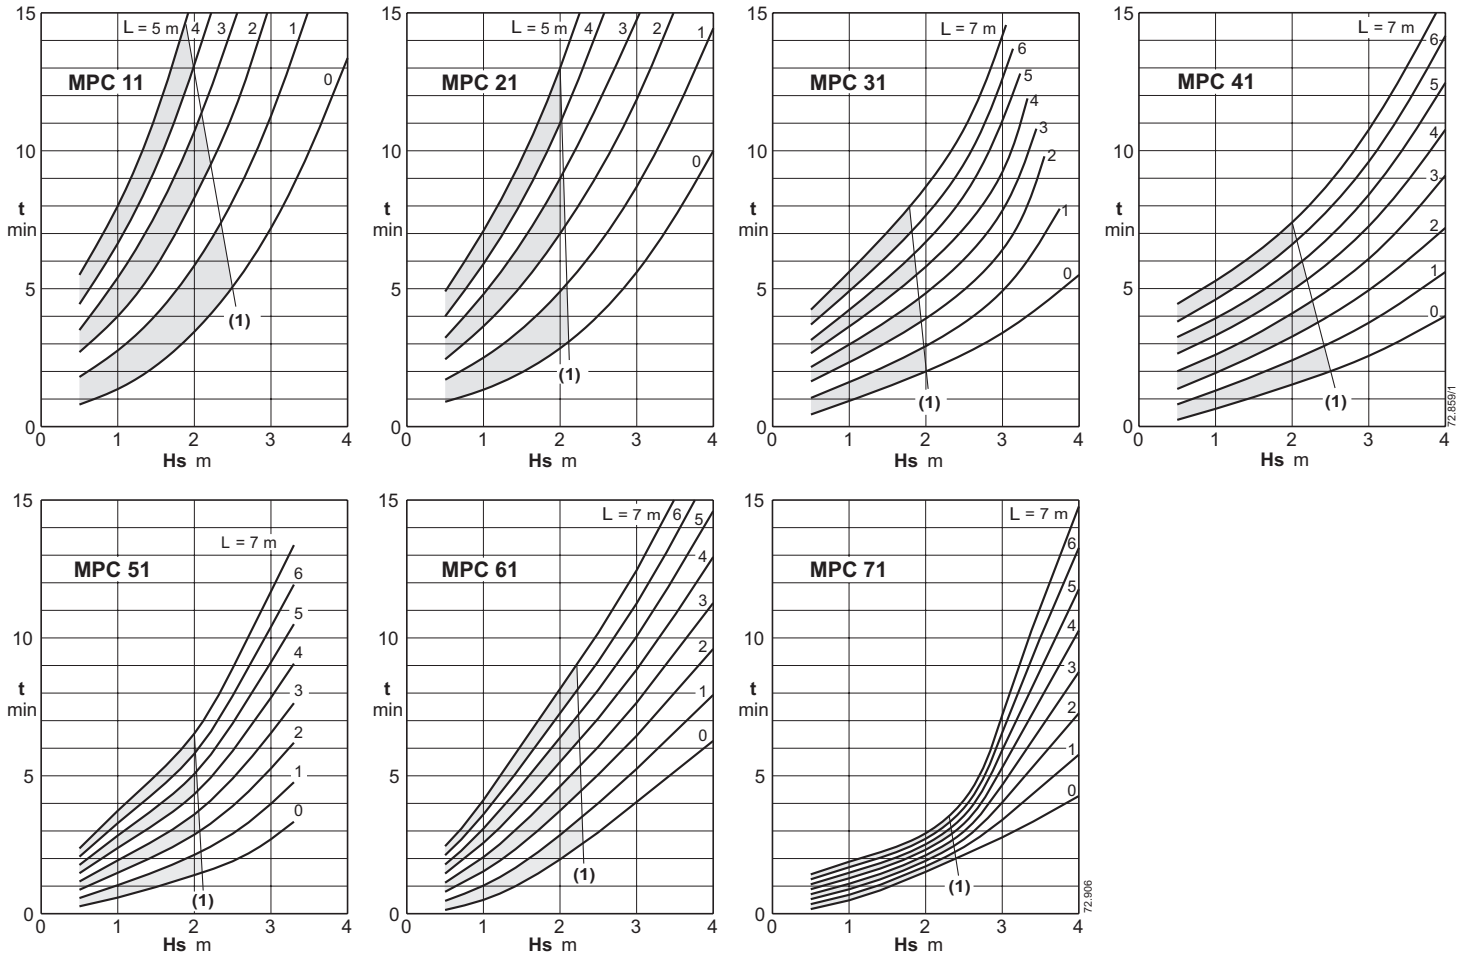 15
L = 5 m 4 3 2 1
0
MPC 11
10
t
min
5
(1)
0
0 1 2 3 4
Hs m
15
L = 5 m 4 3 2 1
MPC 21
10
0
t
min
5
(1)
0
0 1 2 3 4
Hs m
15
L = 7 m
6
5
4
3
2
1
0
MPC 31
10
t
min
5
(1)
0
0 1 2 3 4
Hs m
15
L = 7 m
6
5
4
3
2
1
0
MPC 41
10
t
min
5
(1)
0
0 1 2 3 4
Hs m
72.859/1
15
L = 7 m
6
5
4
3
2
1
0
MPC 51
10
t
min
5
(1)
0
0 1 2 3 4
Hs m
15
L = 7 m 6 5
4
3
2
1
0
MPC 61
10
t
min
5
(1)
0
0 1 2 3 4
Hs m
15
L = 7 m
6
5
4
3
2
1
0
MPC 71
10
t
min
5
(1)
0
0 1 2 3 4
Hs m
72.906